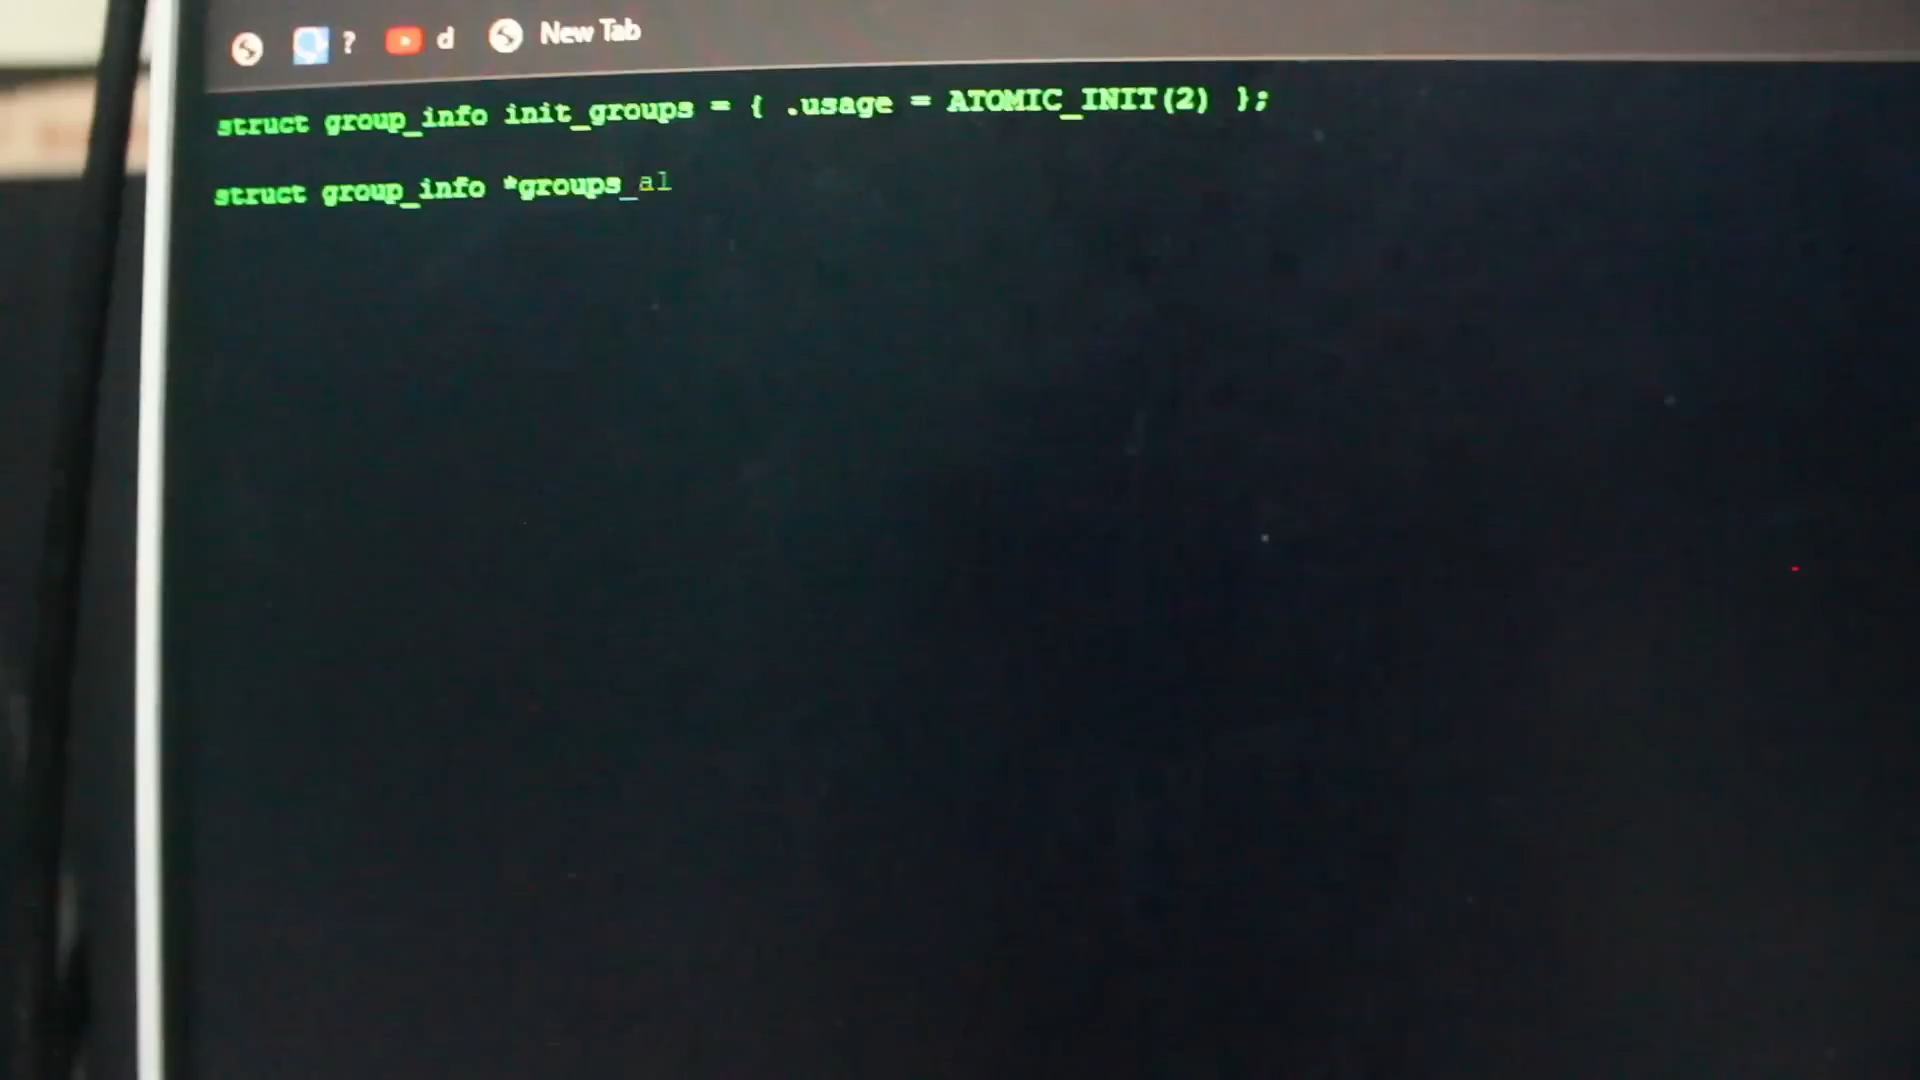 ? d New Tab
struct group_info init_groups = { .usage = ATOMIC_INIT(2) };
struct group_info *groups_al